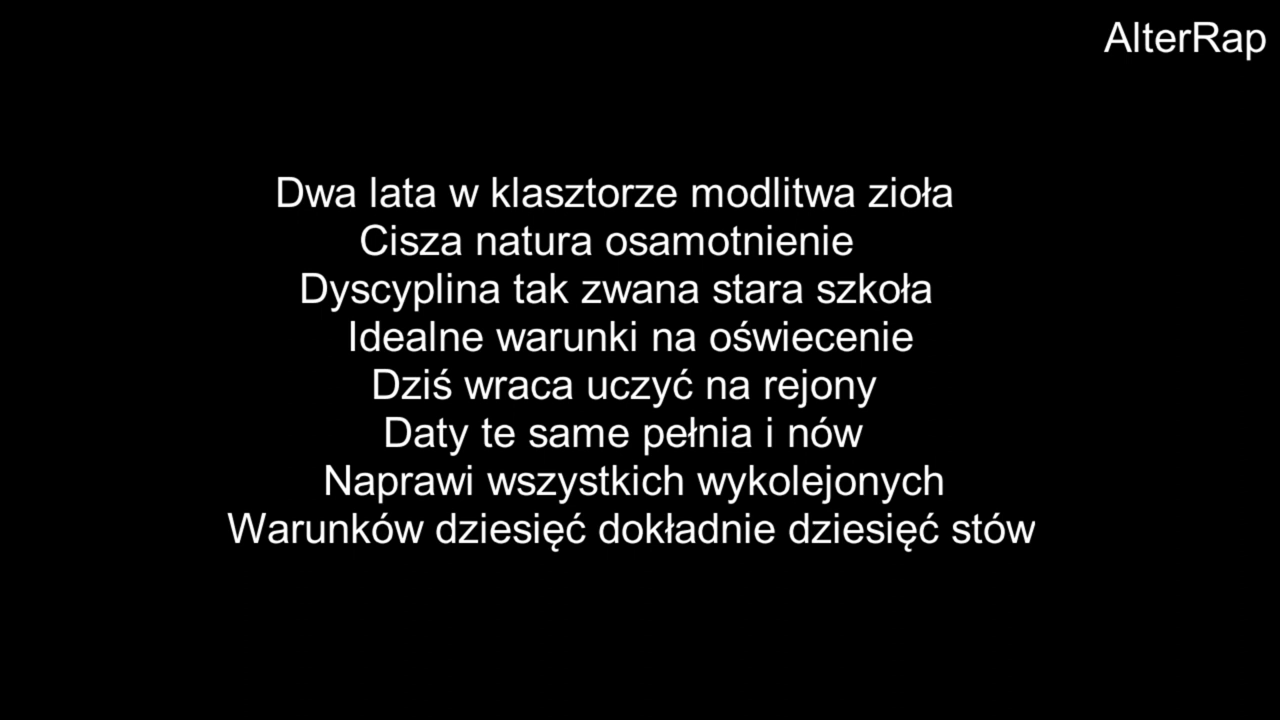 AlterRap
Dwa lata w klasztorze modlitwa zioła
Cisza natura osamotnienie
Dyscyplina tak zwana stara szkoła
Idealne warunki na oświecenie
Dziś wraca uczyć na rejony
Daty te same pełnia i nów
Naprawi wszystkich wykolejonych
Warunków dziesięć dokładnie dziesięć stów